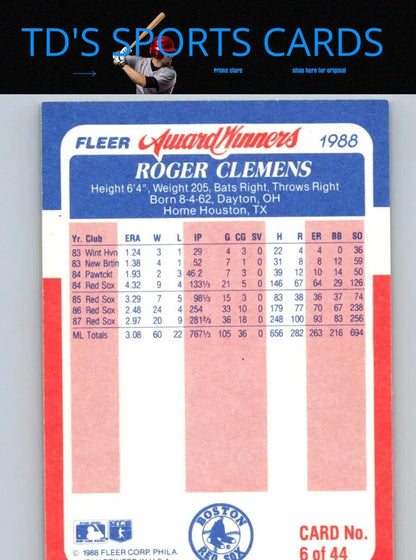 TD'S SPORTS CARDS
Prime store
shop here for original
FLEER Award Winners 1988
ROGER CLEMENS
Height 6'4", Weight 205, Bats Right, Throws Right
Born 8-4-62, Dayton, OH
Home Houston, TX
Yr. Club ERA W L IP G CG SV H R ER BB SO
83 Wint Hvn 1.24 3 1 29 4 3 0 22 4 4 0 36
83 New Britn 1.38 4 1 52 7 1 0 31 8 8 12 59
84 Pawtckt 1.93 2 3 46.2 7 3 1 39 12 10 14 50
84 Red Sox 4.32 9 4 133⅓ 21 5 0 146 67 64 29 126
85 Red Sox 3.29 7 5 98⅓ 15 3 0 83 38 36 37 74
86 Red Sox 2.48 24 4 254 33 10 0 179 77 70 67 238
87 Red Sox 2.97 20 9 281⅔ 36 18 0 248 100 93 83 256
ML Totals 3.08 60 22 767⅓ 105 36 0 656 282 263 216 694
BOSTON
RED SOX
CARD No.
6 of 44
© 1988 FLEER CORP. PHILA.